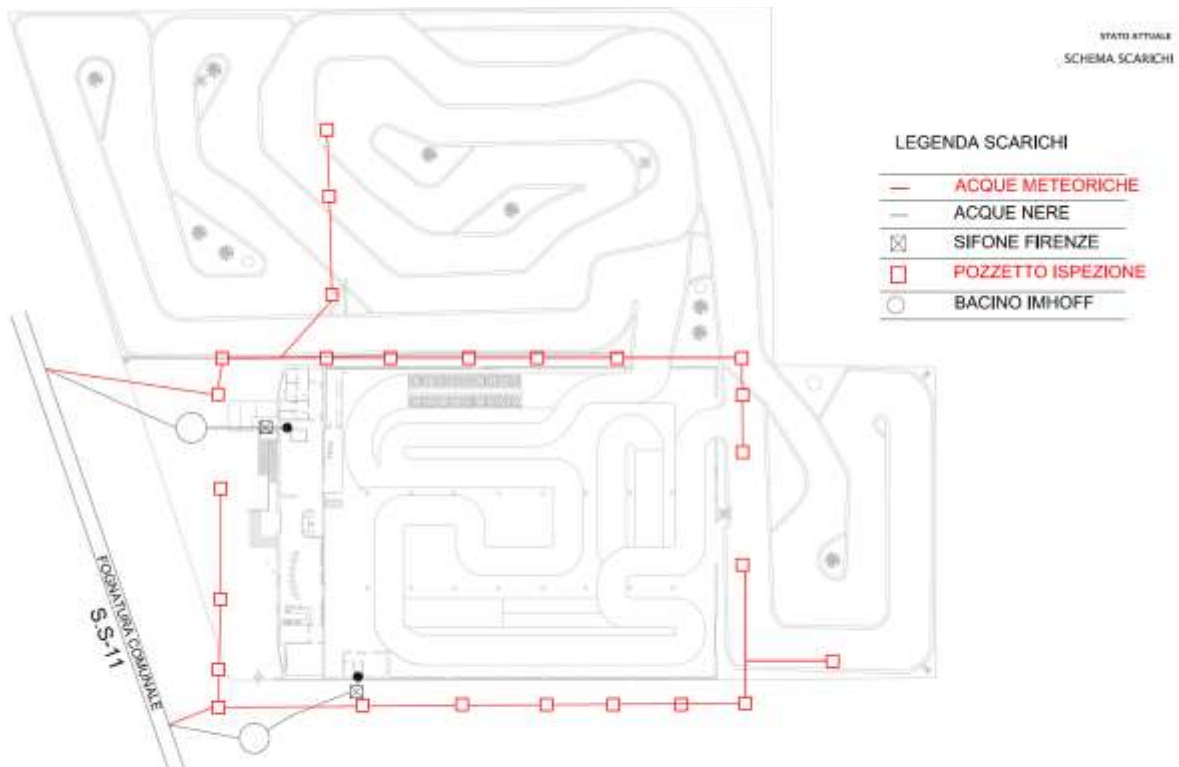 STATO ATTUALE
SCHEMA SCARICHI
LEGENDA SCARICHI
ACQUE METEORICHE
ACQUE NERE
SIFONE FIRENZE
POZZETTO ISPEZIONE
BACINO IMHOFF
FOGNATURA COMUNALE
S.S-11